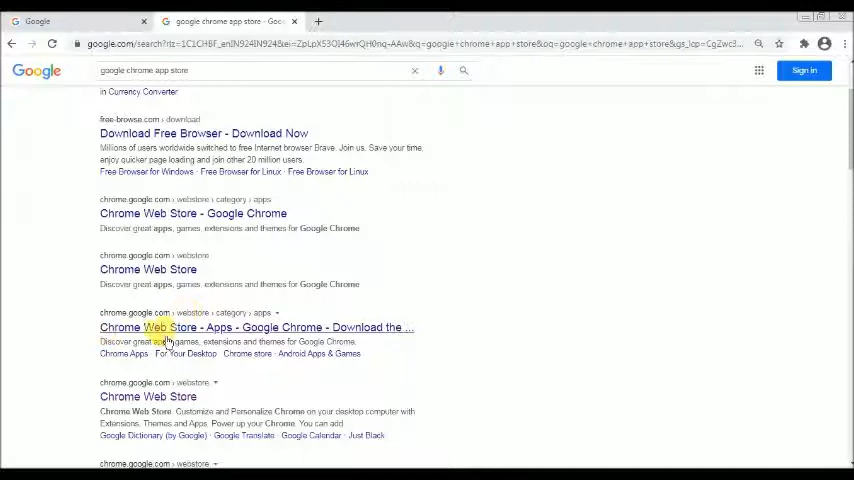 Google
google chrome app store - Goo
google.com/search?rlz=1C1CHBF_enIN924IN924&ei=
&q=google+chrome+app+store&oq=google+chrome+app+store&gs_lcp=CgZwc3...
Google
google chrome app store
Sign in
in Currency Converter
free-browse.com › download
Download Free Browser - Download Now
Millions of users worldwide switched to free Internet browser Brave. Join us. Save your time,
enjoy quicker page loading and join other 20 million users.
Free Browser for Windows · Free Browser for Linux · Free Browser for Linux
chrome.google.com › webstore › category › apps
Chrome Web Store - Google Chrome
Discover great apps, games, extensions and themes for Google Chrome
chrome.google.com › webstore
Chrome Web Store
Discover great apps, games, extensions and themes for Google Chrome
chrome.google.com › webstore › category › apps
Chrome Web Store - Apps - Google Chrome - Download the ...
Discover great apps, games, extensions and themes for Google Chrome.
Chrome Apps · For Your Desktop · Chrome store · Android Apps & Games
chrome.google.com › webstore
Chrome Web Store
Chrome Web Store. Customize and Personalize Chrome on your desktop computer with
Extensions, Themes and Apps. Power up your Chrome. You can add
Google Dictionary (by Google) · Google Translate · Google Calendar · Just Black
chrome.google.com › webstore